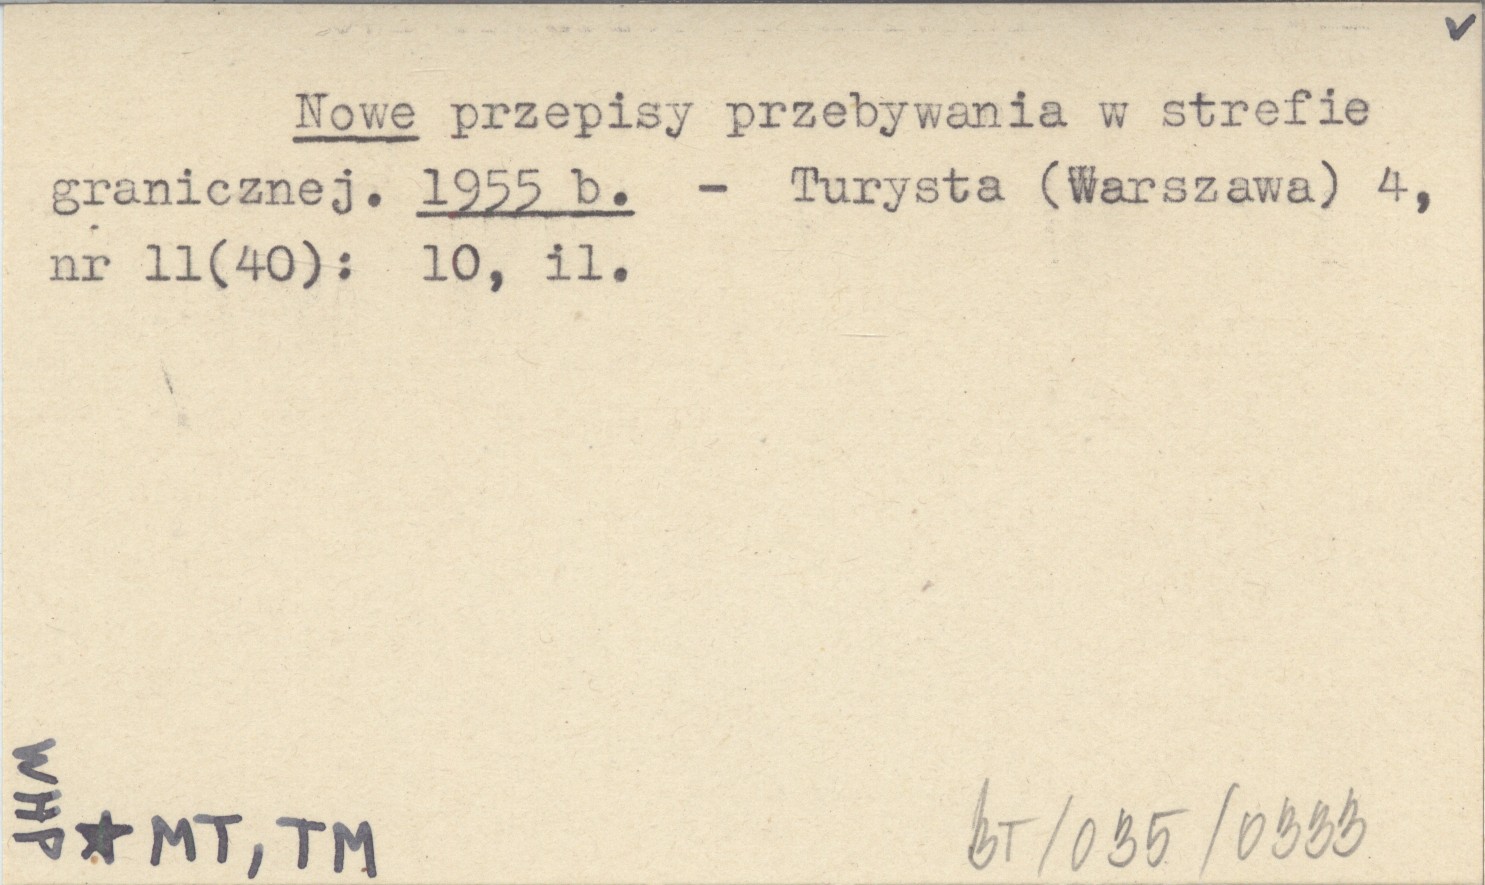 Nowe przepisy przebywania w strefie
granicznej. 1955 b. - Turysta (Warszawa) 4,
nr 11(40): 10, il.
WHP
★ MT, TM
BT/035/0333